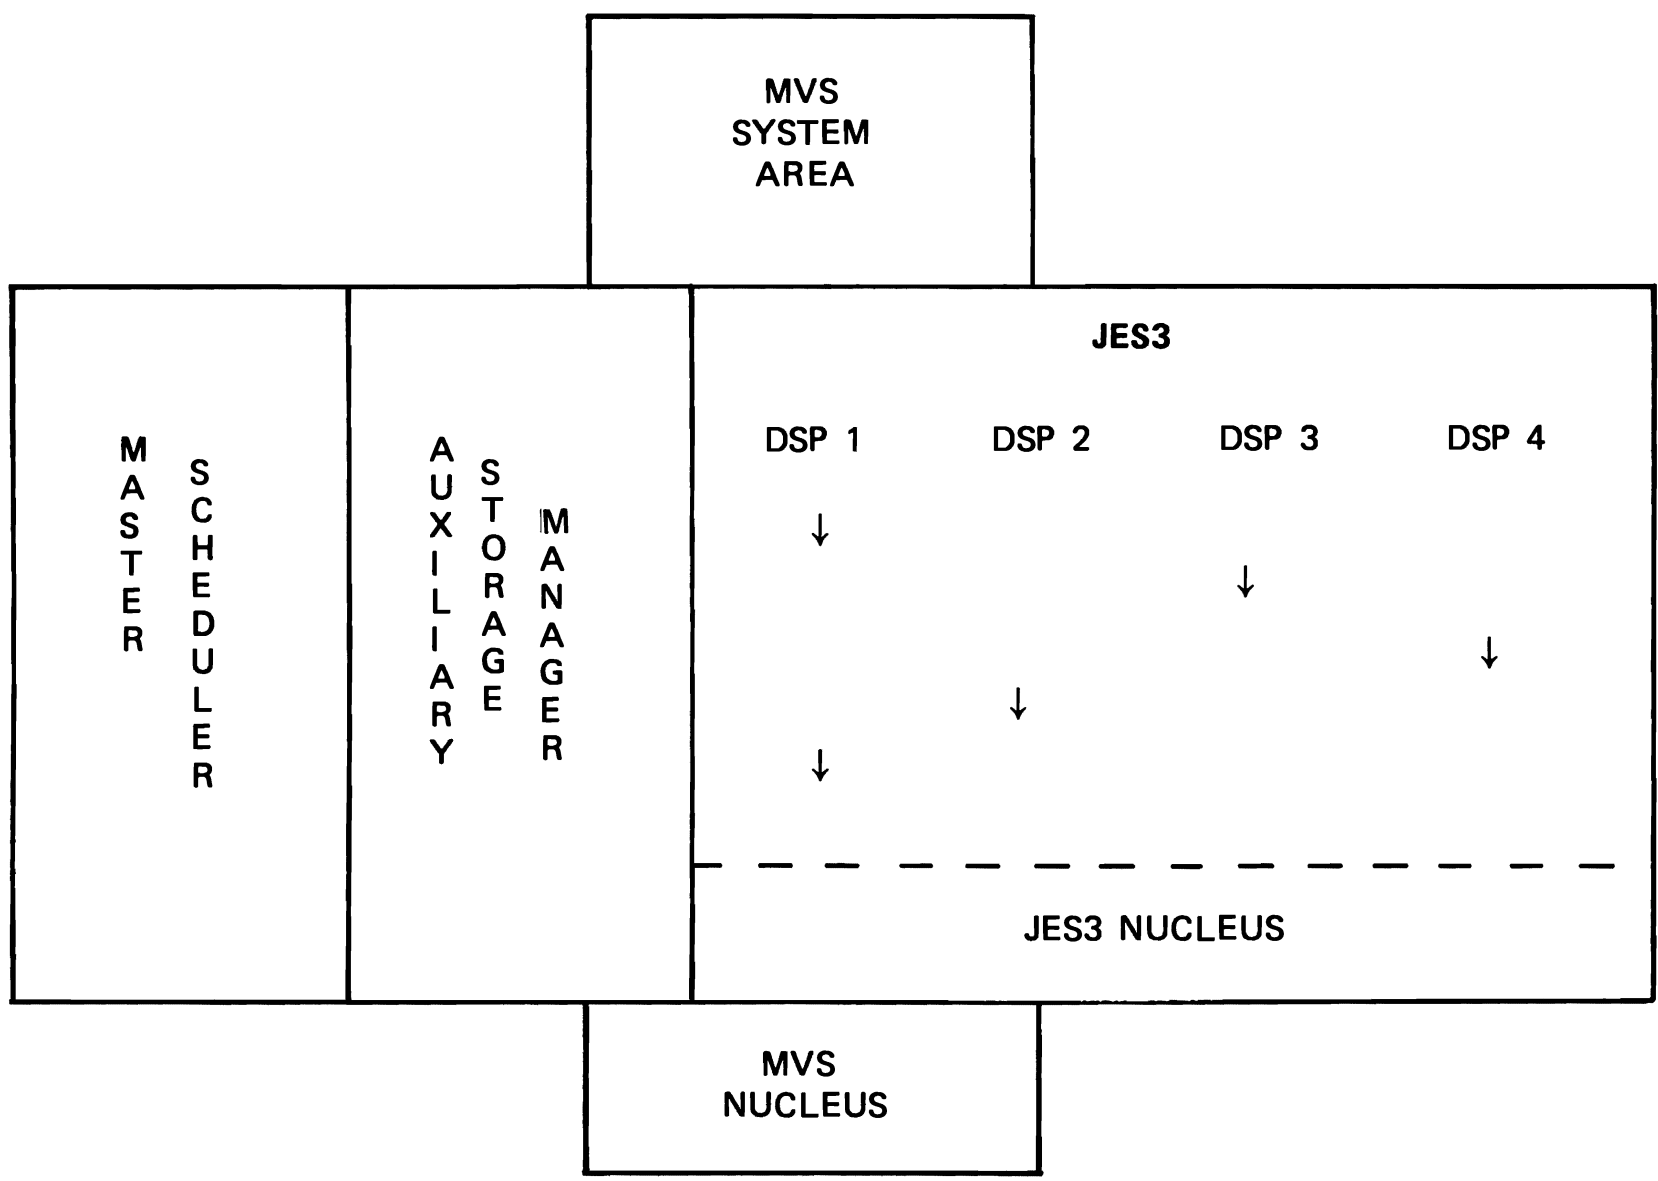 MVS
SYSTEM
AREA
MASTER
SCHEDULER
AUXILIARY
STORAGE
MANAGER
JES3
DSP 1 DSP 2 DSP 3 DSP 4
↓
↓
↓
↓
↓
JES3 NUCLEUS
MVS
NUCLEUS